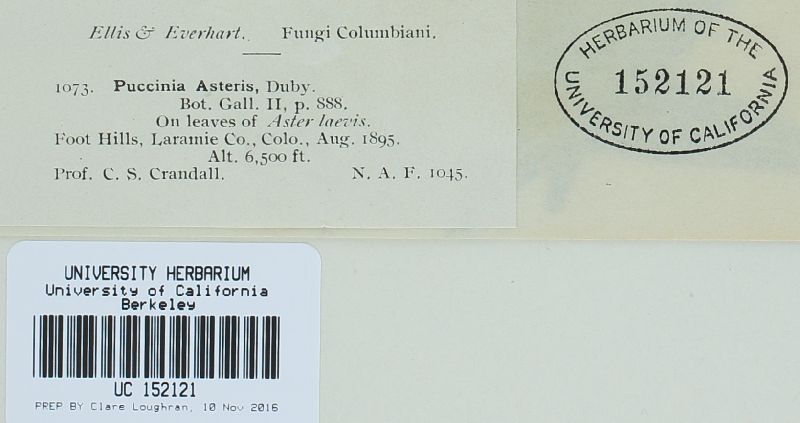 Ellis & Everhart. Fungi Columbiani.
1073. Puccinia Asteris, Duby.
Bot. Gall. II, p. 888.
On leaves of Aster laevis.
Foot Hills, Laramie Co., Colo., Aug. 1895.
Alt. 6,500 ft.
Prof. C. S. Crandall. N. A. F. 1045.
HERBARIUM OF THE
152121
UNIVERSITY OF CALIFORNIA
UNIVERSITY HERBARIUM
University of California
Berkeley
UC 152121
PREP BY Clare Loughran, 10 Nov 2016